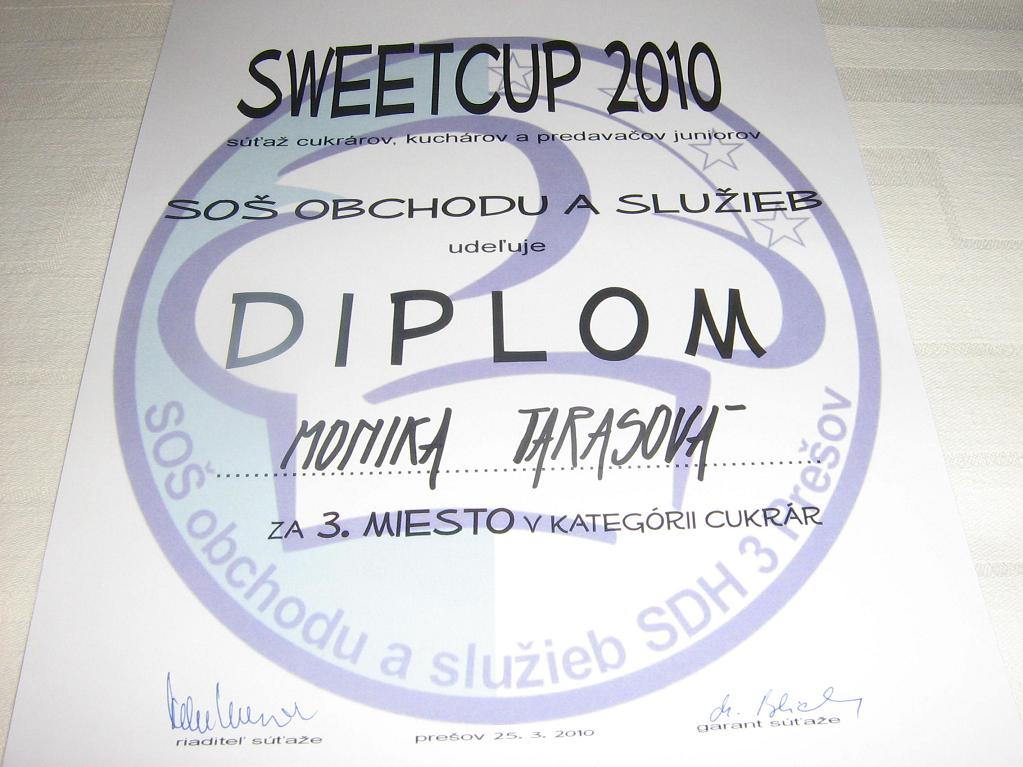 SWEETCUP 2010
súťaž cukrárov, kuchárov a predavačov juniorov
SOŠ OBCHODU A SLUŽIEB
udeľuje
DIPLOM
MONIKA TARASOVÁ
ZA 3. MIESTO V KATEGÓRII CUKRÁR
SOŠ obchodu a služieb SDH 3 Prešov
riaditeľ súťaže
prešov 25. 3. 2010
garant súťaže